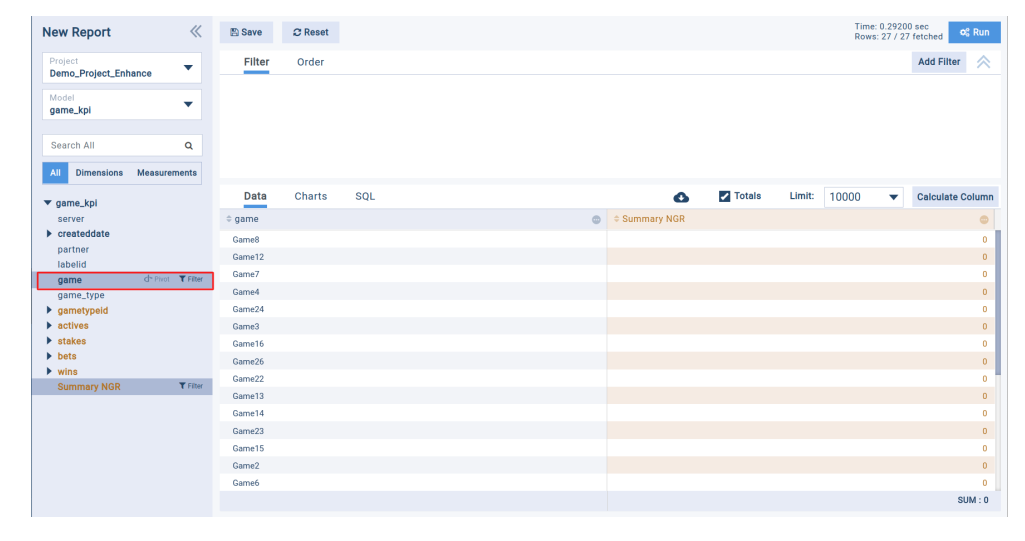 New Report
Save
Reset
Time: 0.29200 sec
Rows: 27 / 27 fetched
Run
Project
Demo_Project_Enhance
Model
game_kpi
Search All
All Dimensions Measurements
game_kpi
server
createddate
partner
labelid
game Pivot Filter
game_type
gametypeid
actives
stakes
bets
wins
Summary NGR Filter
Filter Order
Add Filter
Data Charts SQL
Totals Limit: 10000 Calculate Column
game Summary NGR
Game8 0
Game12 0
Game7 0
Game4 0
Game24 0
Game3 0
Game16 0
Game26 0
Game22 0
Game13 0
Game14 0
Game23 0
Game15 0
Game2 0
Game6 0
SUM : 0